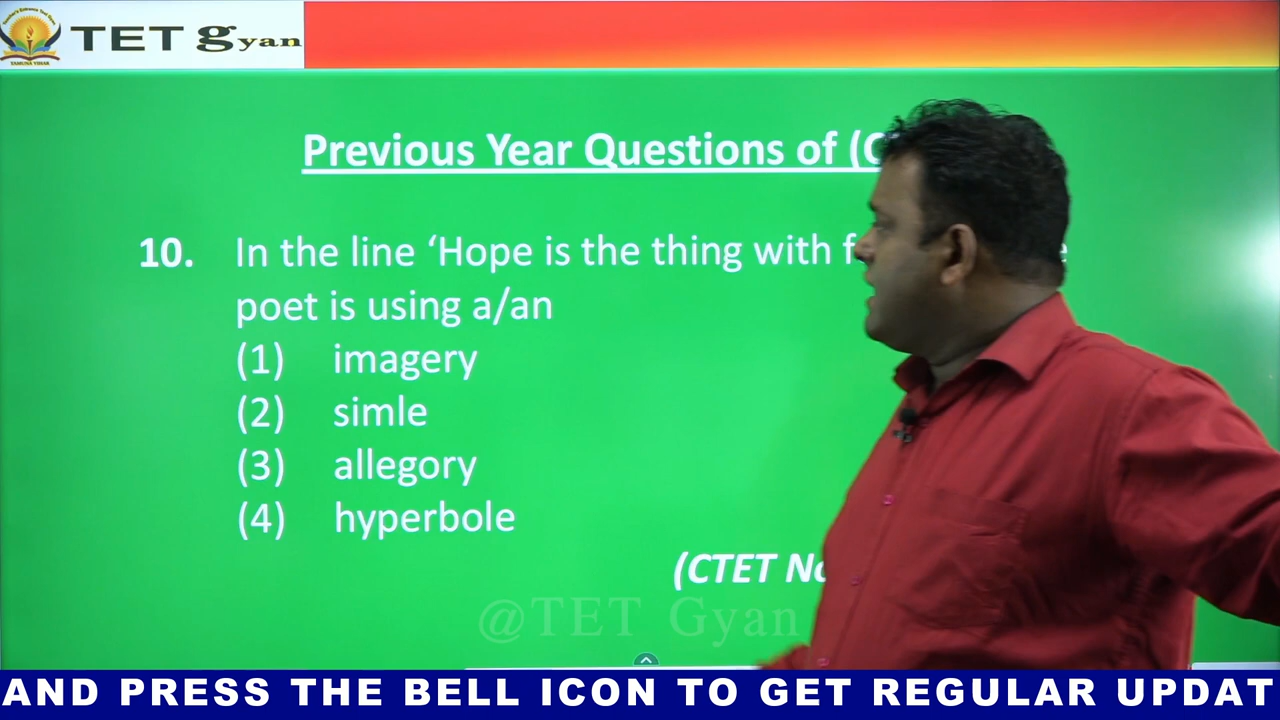 TET gyan
Previous Year Questions of (
10. In the line ‘Hope is the thing with
poet is using a/an
(1) imagery
(2) simle
(3) allegory
(4) hyperbole
(CTET
@TET Gyan
AND PRESS THE BELL ICON TO GET REGULAR UPDAT